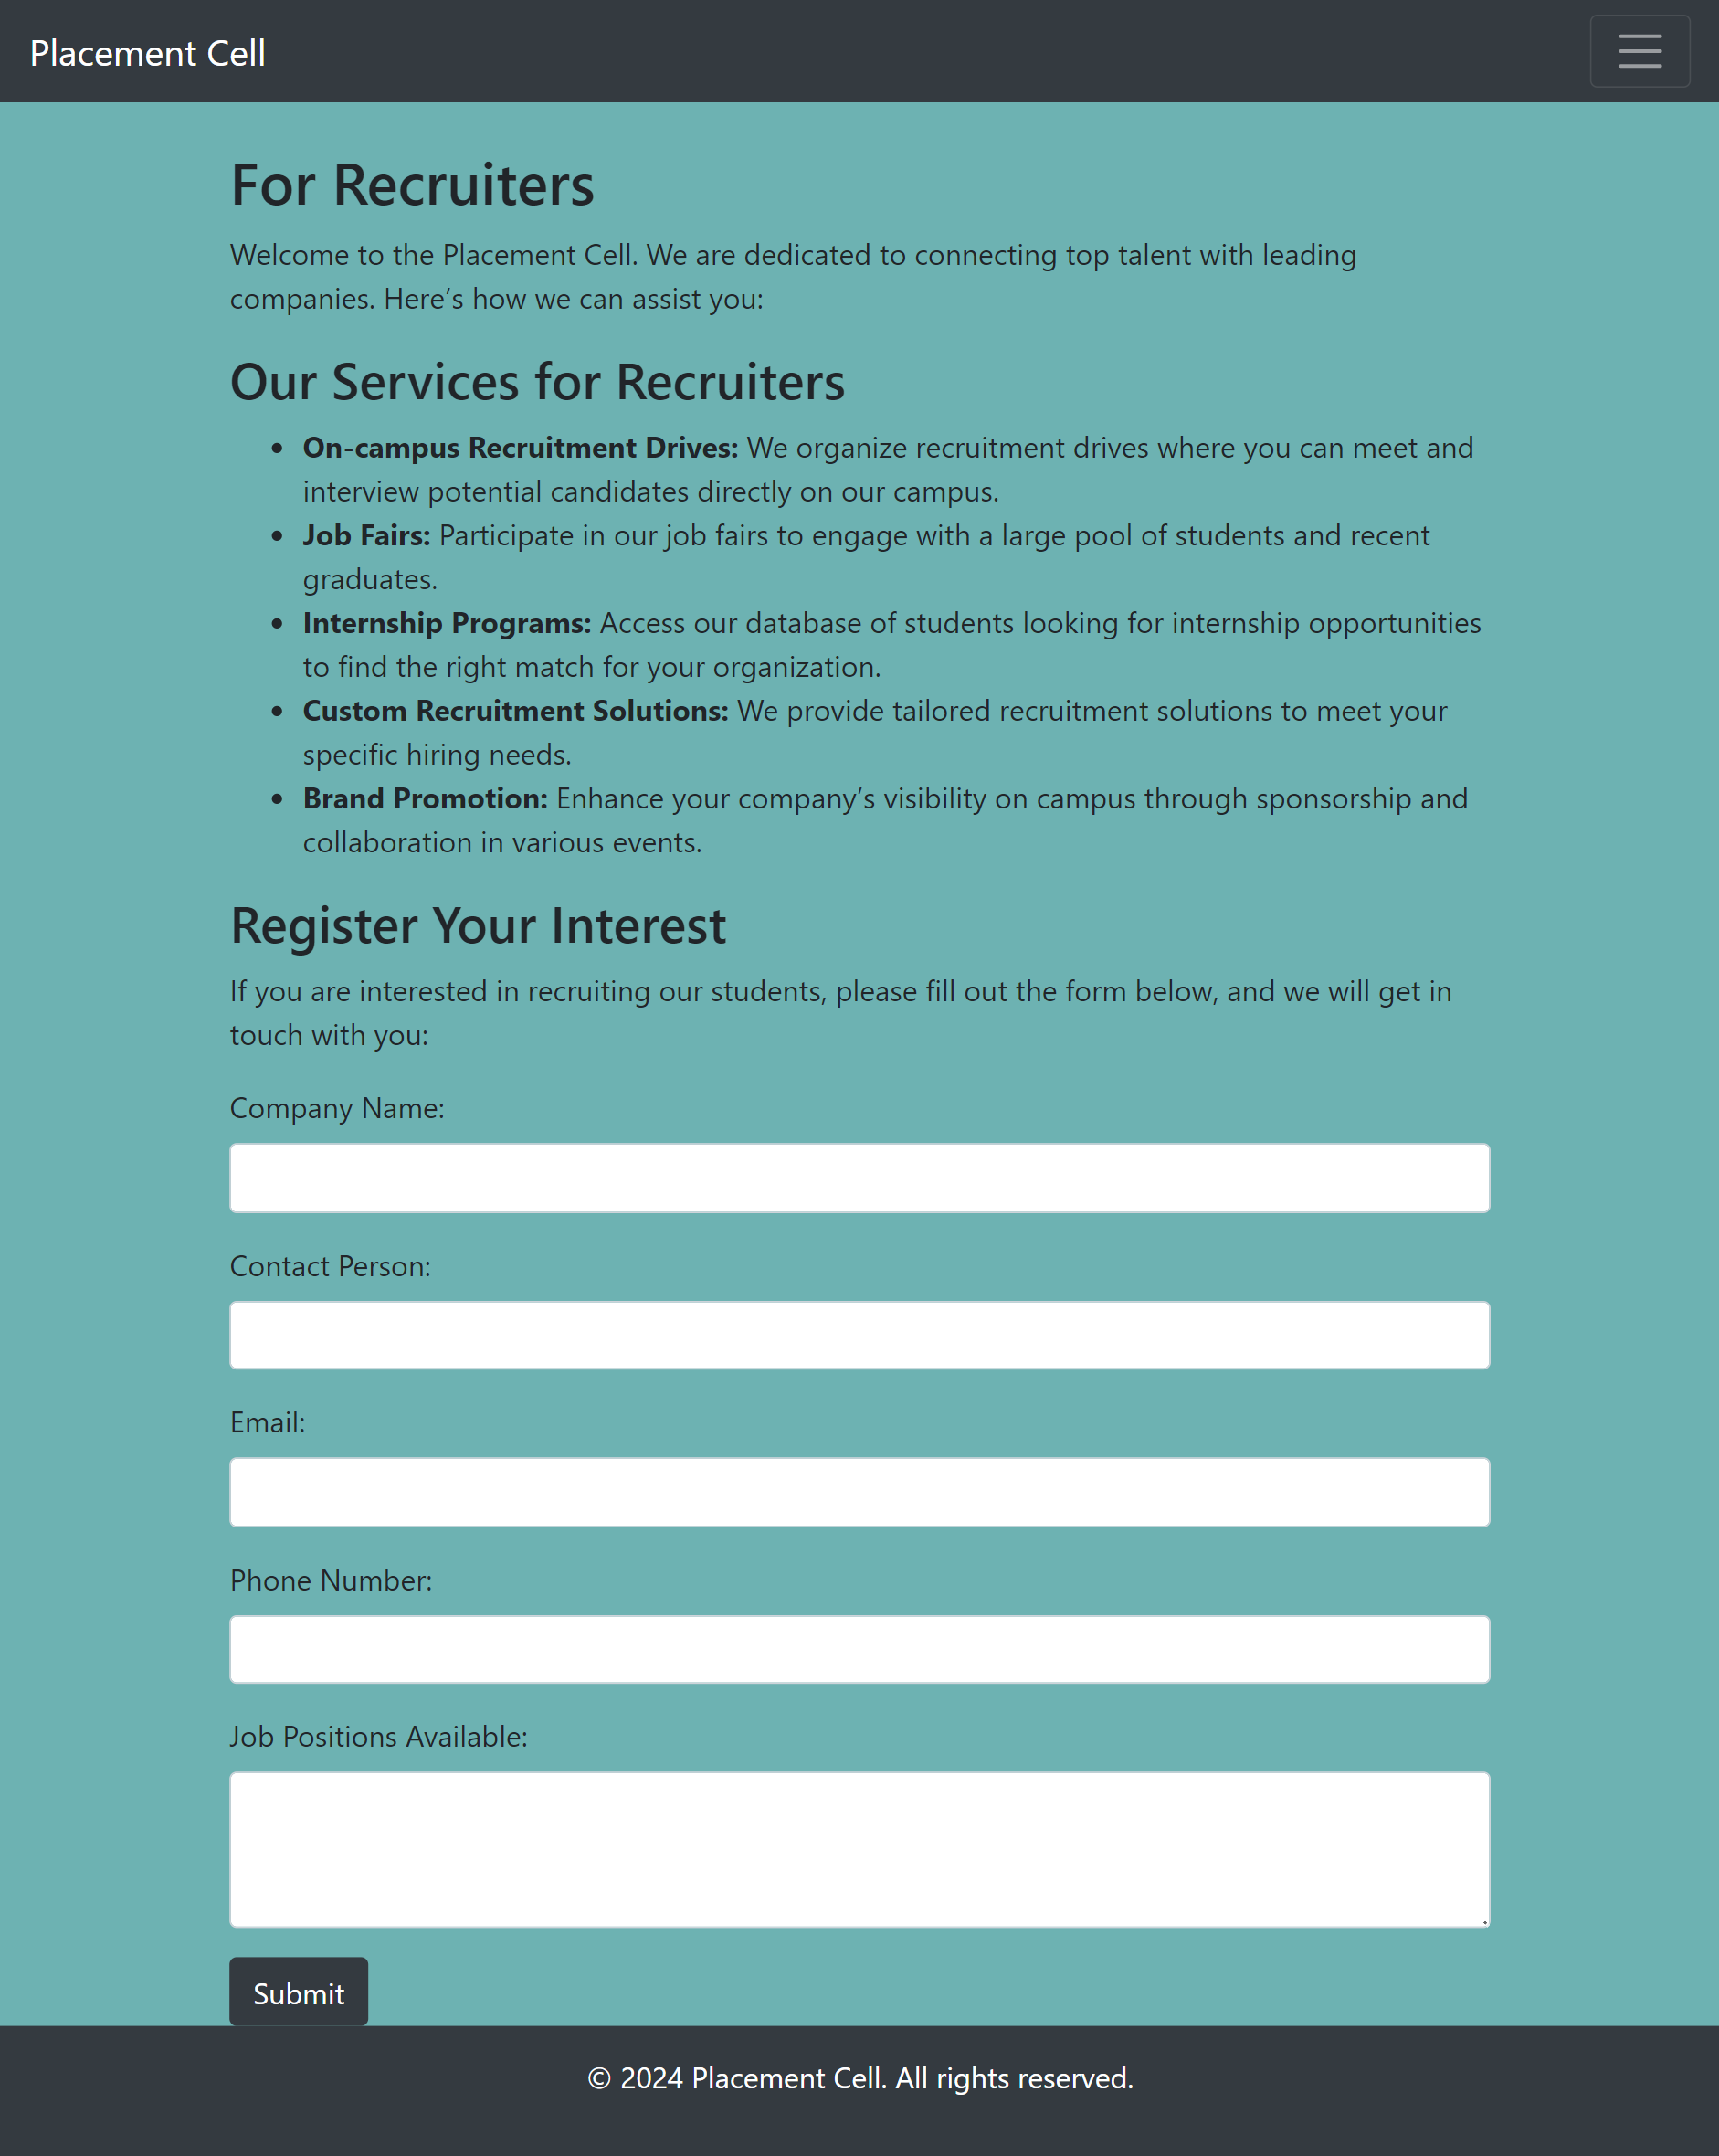 Placement Cell
For Recruiters
Welcome to the Placement Cell. We are dedicated to connecting top talent with leading
companies. Here’s how we can assist you:
Our Services for Recruiters
• On-campus Recruitment Drives: We organize recruitment drives where you can meet and
interview potential candidates directly on our campus.
• Job Fairs: Participate in our job fairs to engage with a large pool of students and recent
graduates.
• Internship Programs: Access our database of students looking for internship opportunities
to find the right match for your organization.
• Custom Recruitment Solutions: We provide tailored recruitment solutions to meet your
specific hiring needs.
• Brand Promotion: Enhance your company’s visibility on campus through sponsorship and
collaboration in various events.
Register Your Interest
If you are interested in recruiting our students, please fill out the form below, and we will get in
touch with you:
Company Name:
Contact Person:
Email:
Phone Number:
Job Positions Available:
Submit
© 2024 Placement Cell. All rights reserved.